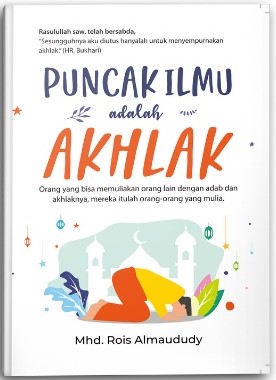 Rasulullah saw. telah bersabda,
"Sesungguhnya aku diutus hanyalah untuk menyempurnakan
akhlak." (HR. Bukhari)
PUNCAK ILMU
adalah
AKHLAK
Orang yang bisa memuliakan orang lain dengan adab dan
akhlaknya, mereka itulah orang-orang yang mulia.
Mhd. Rois Almaududy